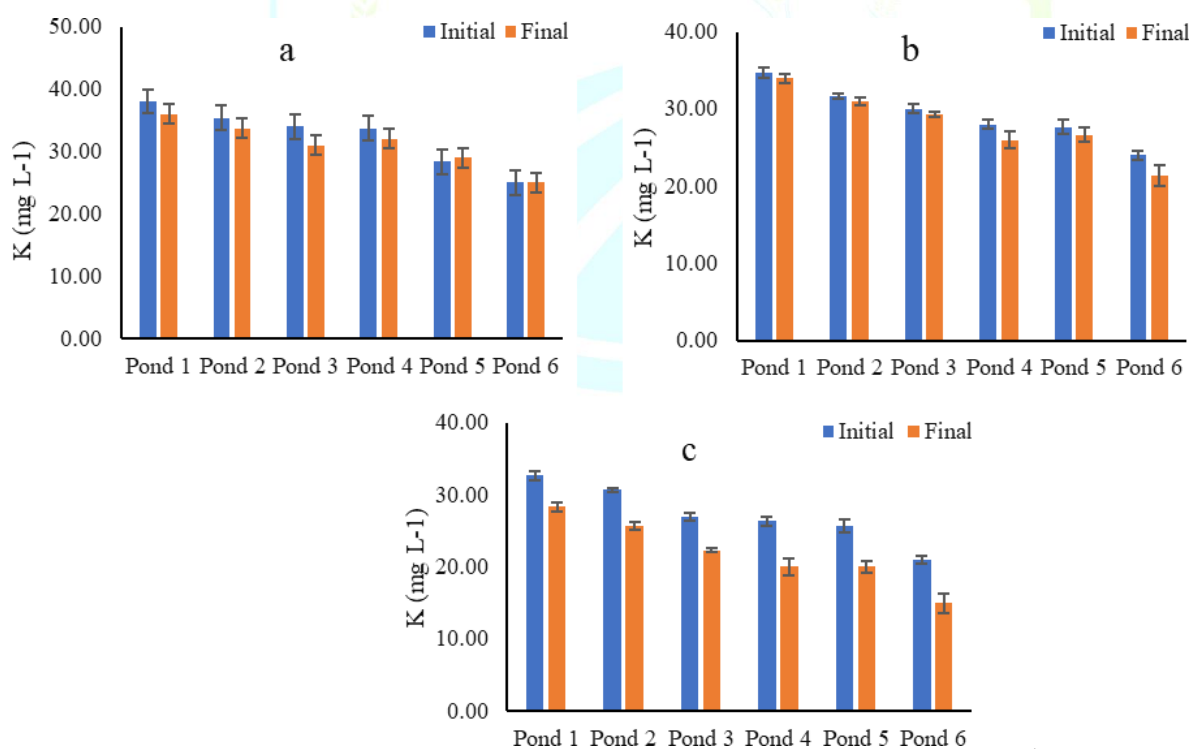 50.00
40.00
30.00
20.00
10.00
0.00
K (mg L-1)
Initial Final
a
Pond 1 Pond 2 Pond 3 Pond 4 Pond 5 Pond 6
40.00
30.00
20.00
10.00
0.00
K (mg L-1)
Initial Final
b
Pond 1 Pond 2 Pond 3 Pond 4 Pond 5 Pond 6
40.00
30.00
20.00
10.00
0.00
K (mg L-1)
Initial Final
c
Pond 1 Pond 2 Pond 3 Pond 4 Pond 5 Pond 6